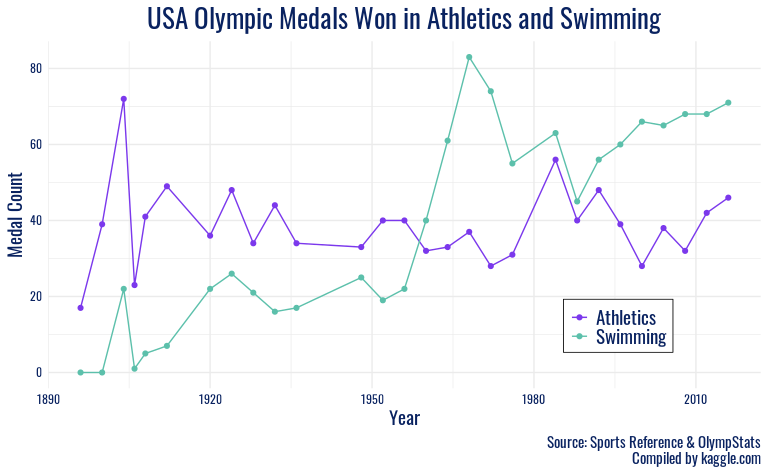 USA Olympic Medals Won in Athletics and Swimming
Medal Count
80
60
40
20
0
1890
1920
1950
1980
2010
Year
Athletics
Swimming
Source: Sports Reference & OlympStats
Compiled by kaggle.com